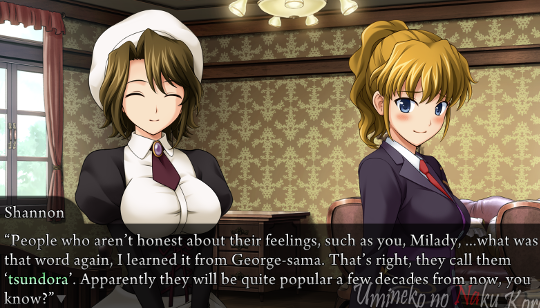 Shannon
“People who aren’t honest about their feelings, such as you, Milady, ...what was
that word again, I learned it from George-sama. That’s right, they call them
‘tsundora’. Apparently they will be quite popular a few decades from now, you
know?”
Umineko no Naku Kor